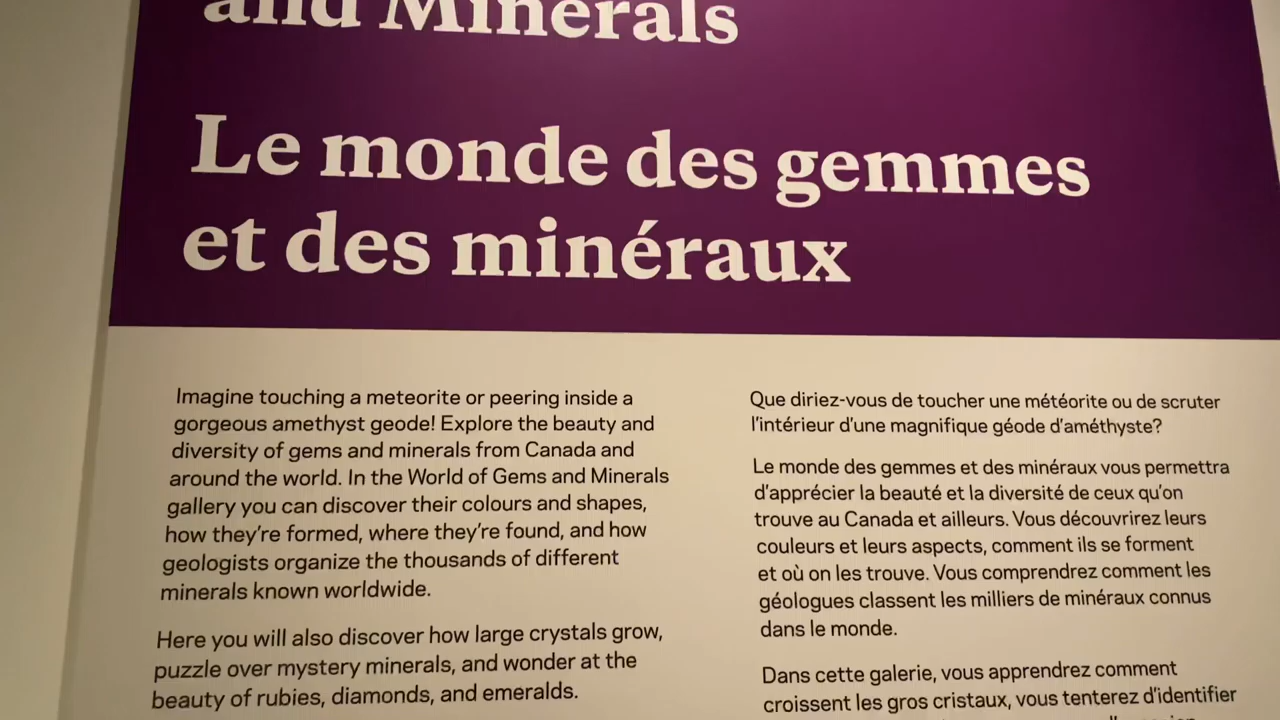 and Minerals
Le monde des gemmes
et des minéraux
Imagine touching a meteorite or peering inside a
gorgeous amethyst geode! Explore the beauty and
diversity of gems and minerals from Canada and
around the world. In the World of Gems and Minerals
gallery you can discover their colours and shapes,
how they're formed, where they're found, and how
geologists organize the thousands of different
minerals known worldwide.
Here you will also discover how large crystals grow,
puzzle over mystery minerals, and wonder at the
beauty of rubies, diamonds, and emeralds.
Que diriez-vous de toucher une météorite ou de scruter
l'intérieur d'une magnifique géode d'améthyste?
Le monde des gemmes et des minéraux vous permettra
d'apprécier la beauté et la diversité de ceux qu'on
trouve au Canada et ailleurs. Vous découvrirez leurs
couleurs et leurs aspects, comment ils se forment
et où on les trouve. Vous comprendrez comment les
géologues classent les milliers de minéraux connus
dans le monde.
Dans cette galerie, vous apprendrez comment
croissent les gros cristaux, vous tenterez d'identifier